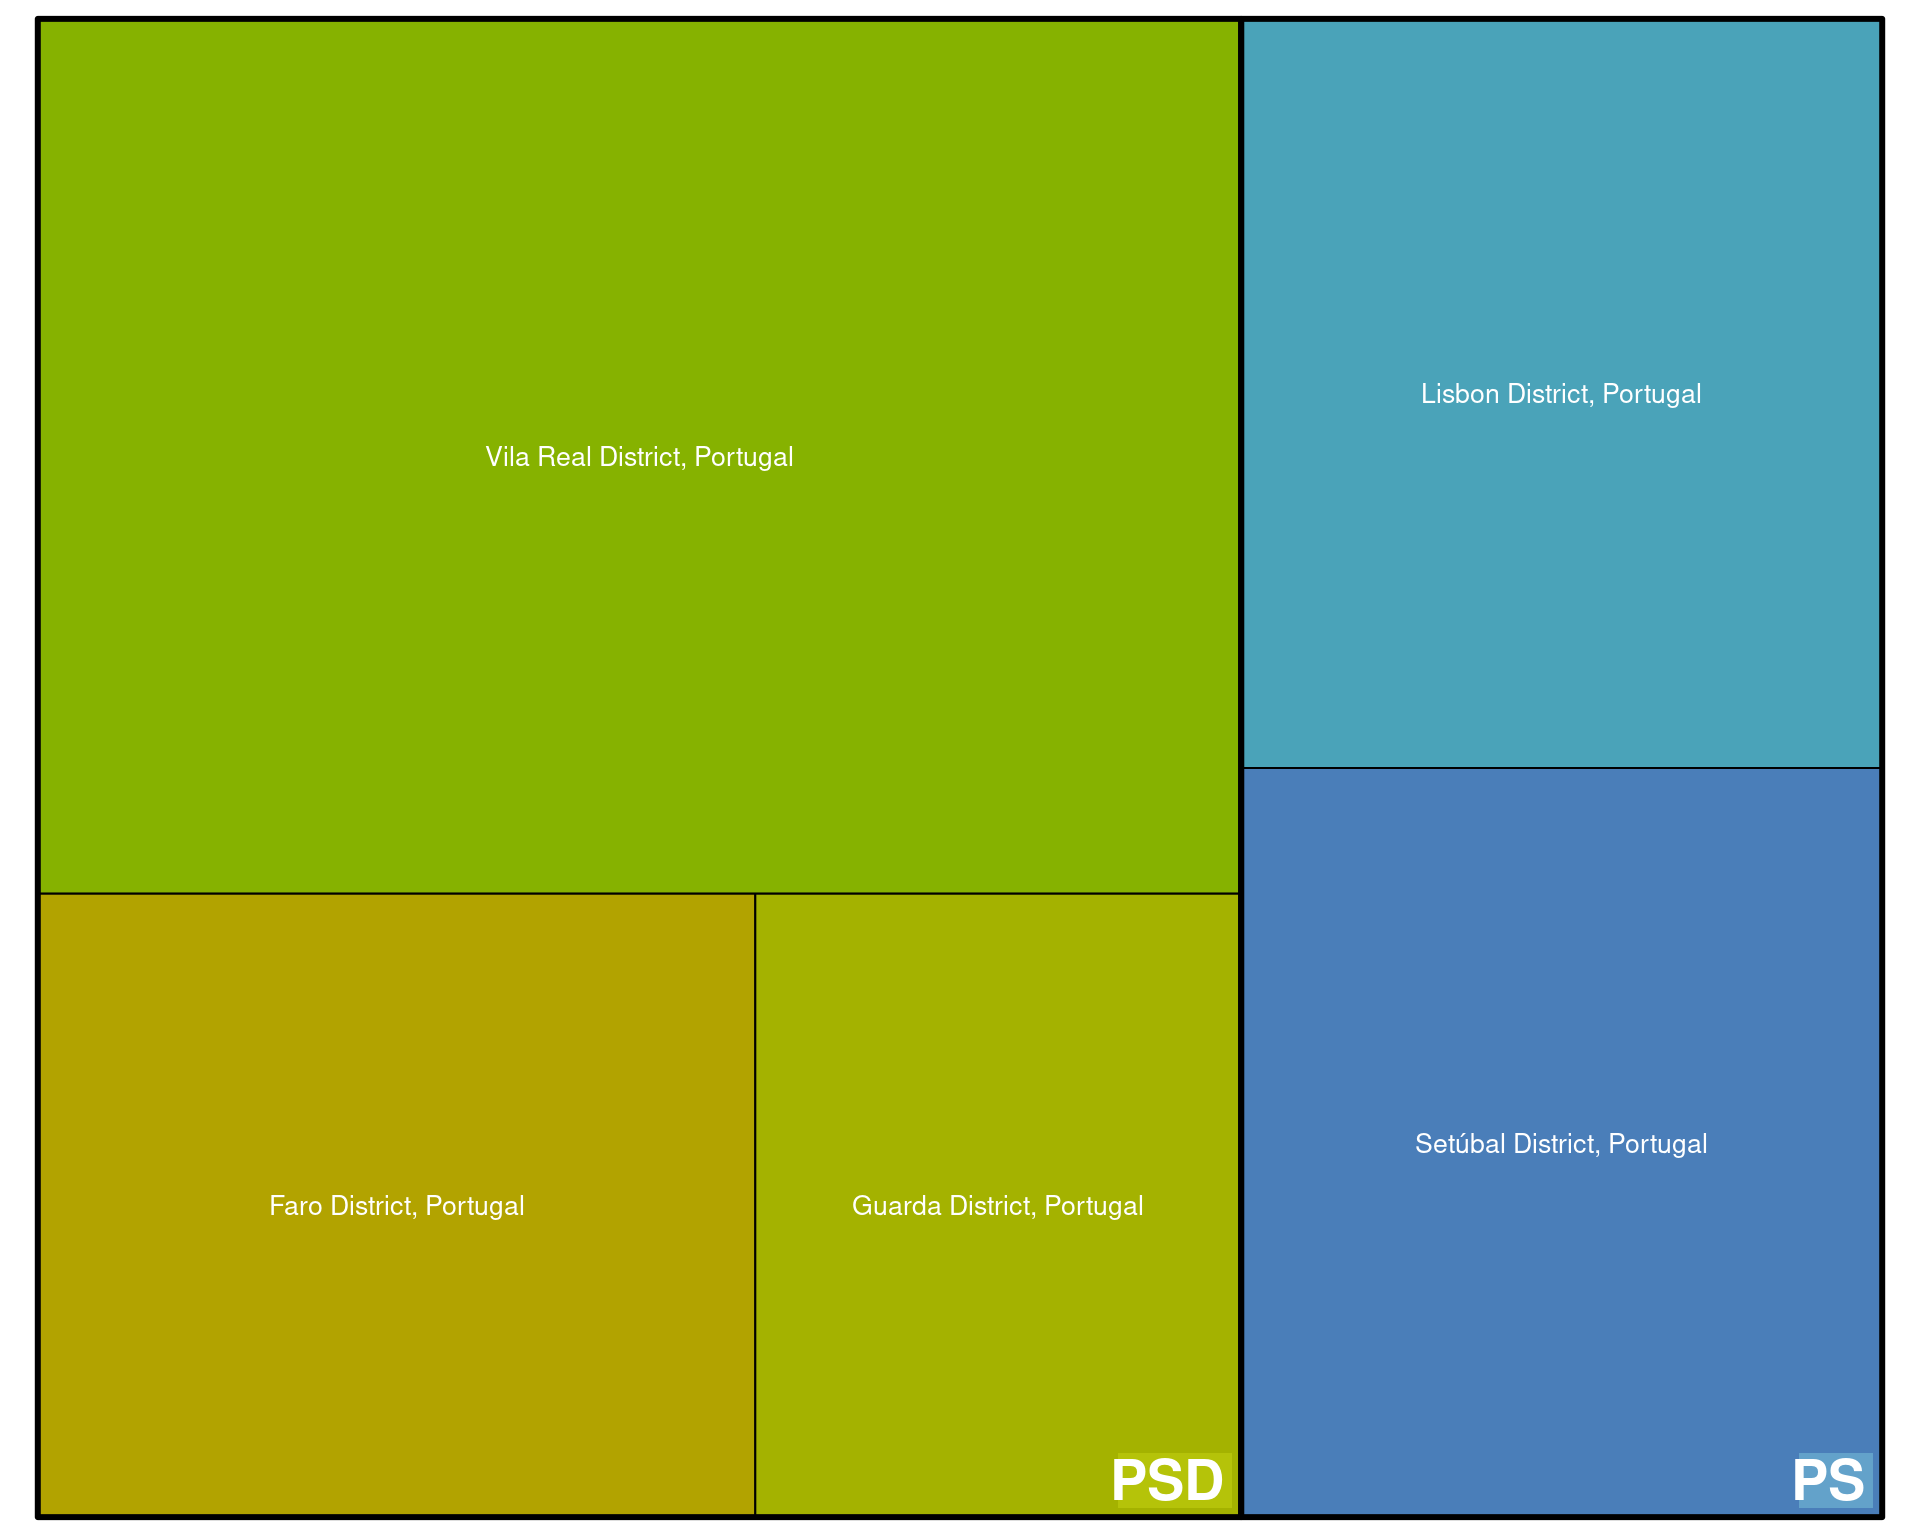 Vila Real District, Portugal
Lisbon District, Portugal
Faro District, Portugal
Guarda District, Portugal
Setúbal District, Portugal
PSD
PS